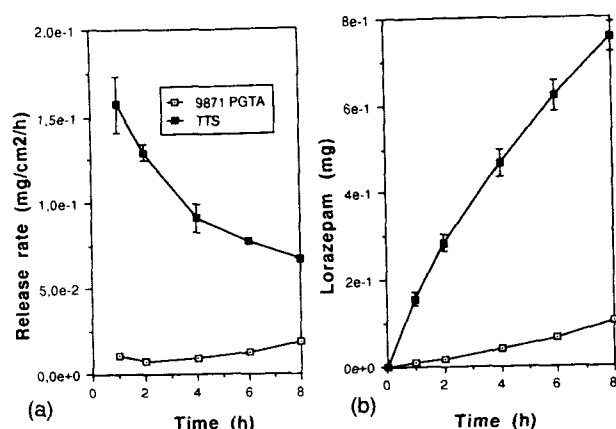 Release rate (mg/cm2/h)
2.0e-1
1.5e-1
1,0e-1
5.0e-2
0,0e+0
9871 PGTA
TTS
0 2 4 6 8
(a)
Time (h)
Lorazepam (mg)
8e-1
6e-1
4e-1
2e-1
0e+0
0 2 4 6 8
(b)
Time (h)